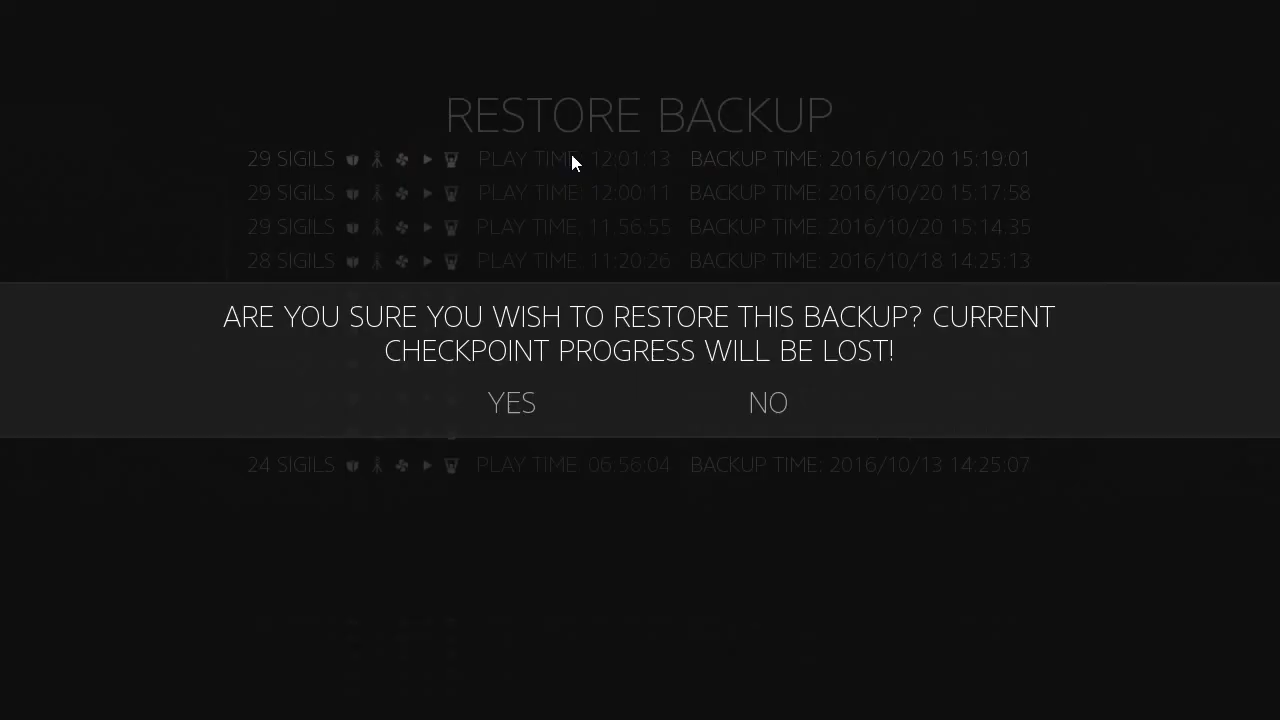 RESTORE BACKUP
29 SIGILS PLAY TIME: 12:01:13 BACKUP TIME: 2016/10/20 15:19:01
29 SIGILS PLAY TIME: 12:00:11 BACKUP TIME: 2016/10/20 15:17:58
29 SIGILS PLAY TIME: 11:56:55 BACKUP TIME: 2016/10/20 15:14:35
28 SIGILS PLAY TIME: 11:20:26 BACKUP TIME: 2016/10/18 14:25:13
ARE YOU SURE YOU WISH TO RESTORE THIS BACKUP? CURRENT
CHECKPOINT PROGRESS WILL BE LOST!
YES NO
24 SIGILS PLAY TIME: 06:56:04 BACKUP TIME: 2016/10/13 14:25:07